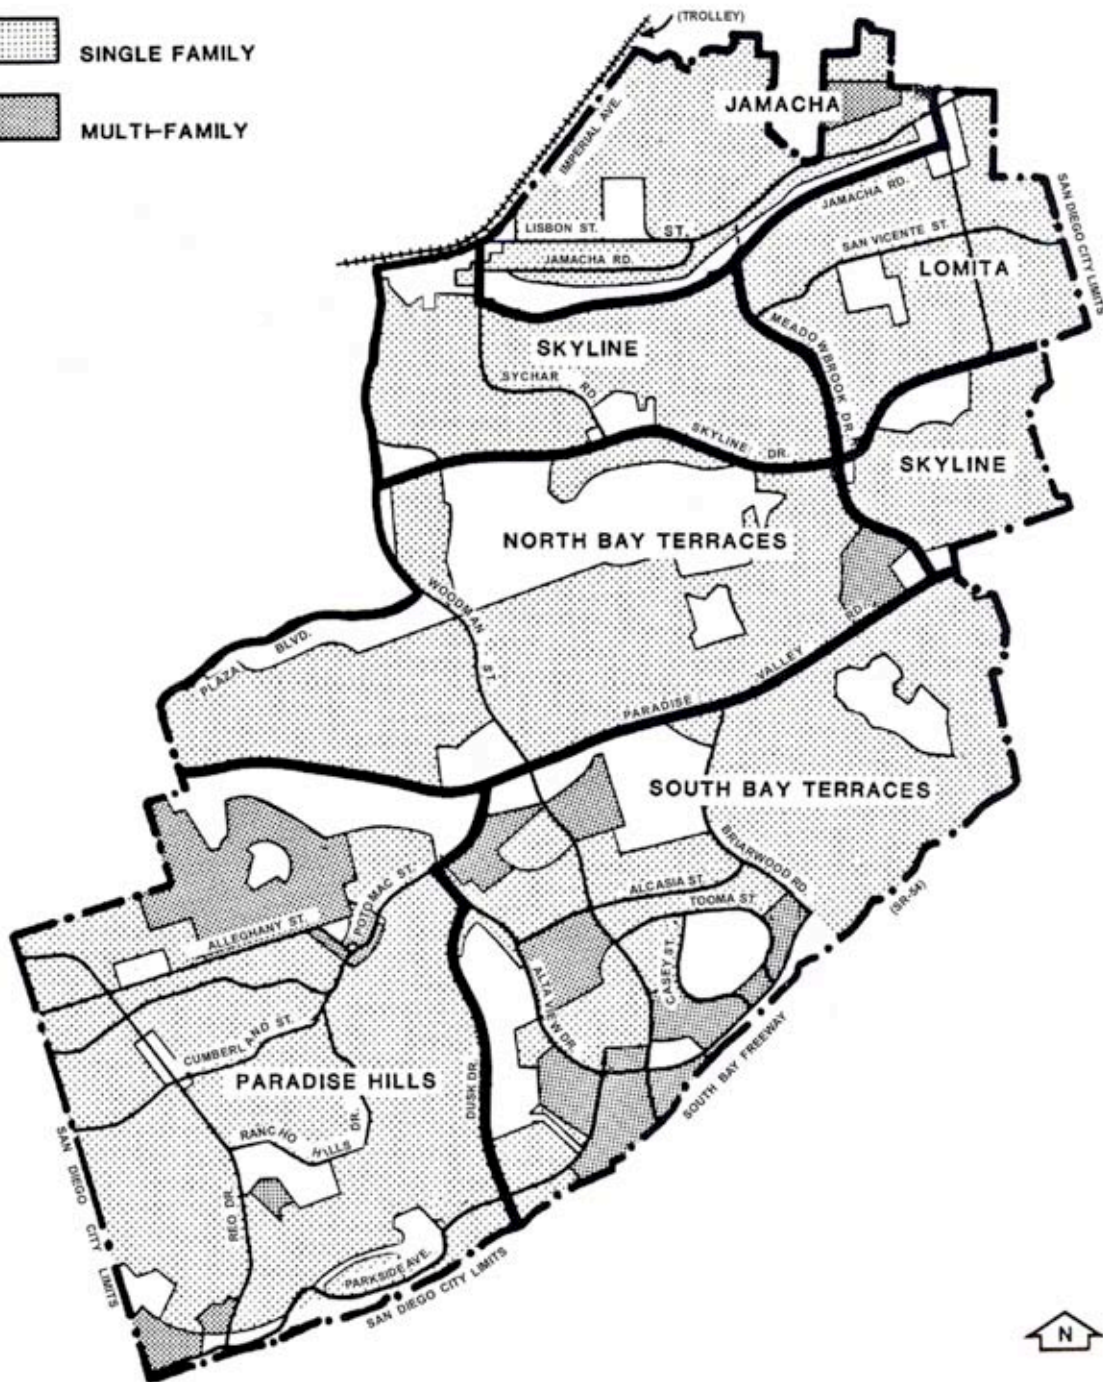 SINGLE FAMILY
MULTI-FAMILY
(TROLLEY)
IMPERIAL AVE.
JAMACHA
JAMACHA RD.
SAN DIEGO CITY LIMITS
LISBON ST.
ST.
SAN VICENTE ST.
JAMACHA RD.
LOMITA
SKYLINE
MEADOWBROOK DR.
SYCHAR RD.
SKYLINE DR.
SKYLINE
NORTH BAY TERRACES
WOODMAN ST.
PLAZA BLVD.
PARADISE VALLEY RD.
SOUTH BAY TERRACES
BRIARWOOD RD.
POTOMAC ST.
ALCASIA ST.
TOOMA ST.
(SR-54)
ALLEGHANY ST.
CASEY ST.
ALTA VIEW DR.
CUMBERLAND ST.
PARADISE HILLS
DUSK DR.
SOUTH BAY FREEWAY
RANCHO HILLS DR.
SAN DIEGO CITY LIMITS
REO DR.
PARKSIDE AVE.
SAN DIEGO CITY LIMITS
N